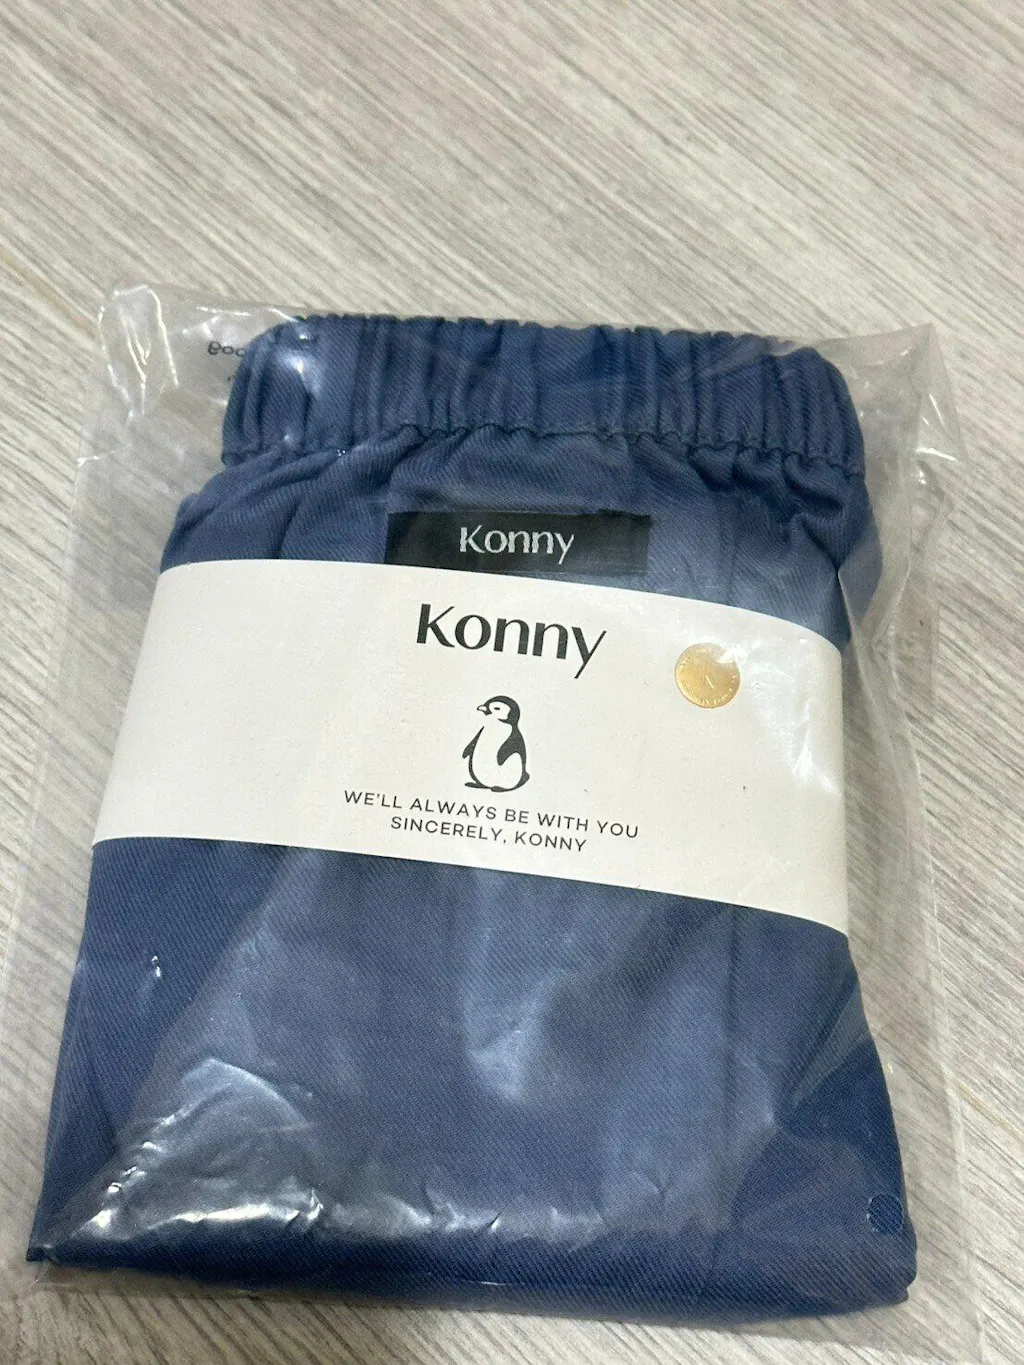 Konny
Konny
WE'LL ALWAYS BE WITH YOU
SINCERELY, KONNY